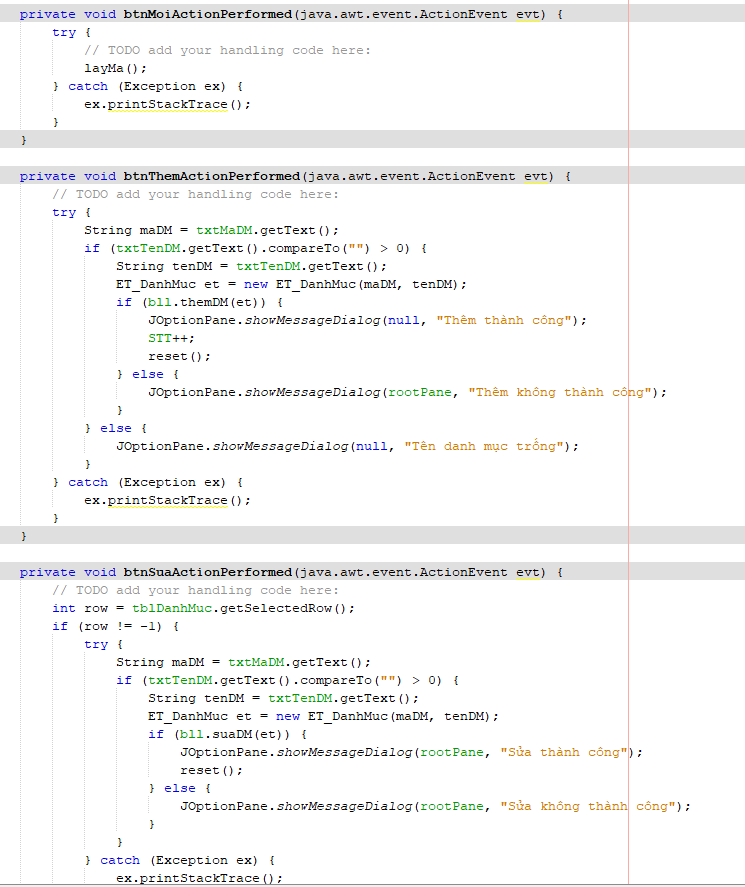 private void btnMoiActionPerformed(java.awt.event.ActionEvent evt) {
    try {
        // TODO add your handling code here:
        layMa();
    } catch (Exception ex) {
        ex.printStackTrace();
    }
}
private void btnThemActionPerformed(java.awt.event.ActionEvent evt) {
    // TODO add your handling code here:
    try {
        String maDM = txtMaDM.getText();
        if (txtTenDM.getText().compareTo("") > 0) {
            String tenDM = txtTenDM.getText();
            ET_DanhMuc et = new ET_DanhMuc(maDM, tenDM);
            if (bll.themDM(et)) {
                JOptionPane.showMessageDialog(null, "Thêm thành công");
                STT++;
                reset();
            } else {
                JOptionPane.showMessageDialog(rootPane, "Thêm không thành công");
            }
        } else {
            JOptionPane.showMessageDialog(null, "Tên danh mục trống");
        }
    } catch (Exception ex) {
        ex.printStackTrace();
    }
}
private void btnSuaActionPerformed(java.awt.event.ActionEvent evt) {
    // TODO add your handling code here:
    int row = tblDanhMuc.getSelectedRow();
    if (row != -1) {
        try {
            String maDM = txtMaDM.getText();
            if (txtTenDM.getText().compareTo("") > 0) {
                String tenDM = txtTenDM.getText();
                ET_DanhMuc et = new ET_DanhMuc(maDM, tenDM);
                if (bll.suaDM(et)) {
                    JOptionPane.showMessageDialog(rootPane, "Sửa thành công");
                    reset();
                } else {
                    JOptionPane.showMessageDialog(rootPane, "Sửa không thành công");
                }
            }
        } catch (Exception ex) {
            ex.printStackTrace();